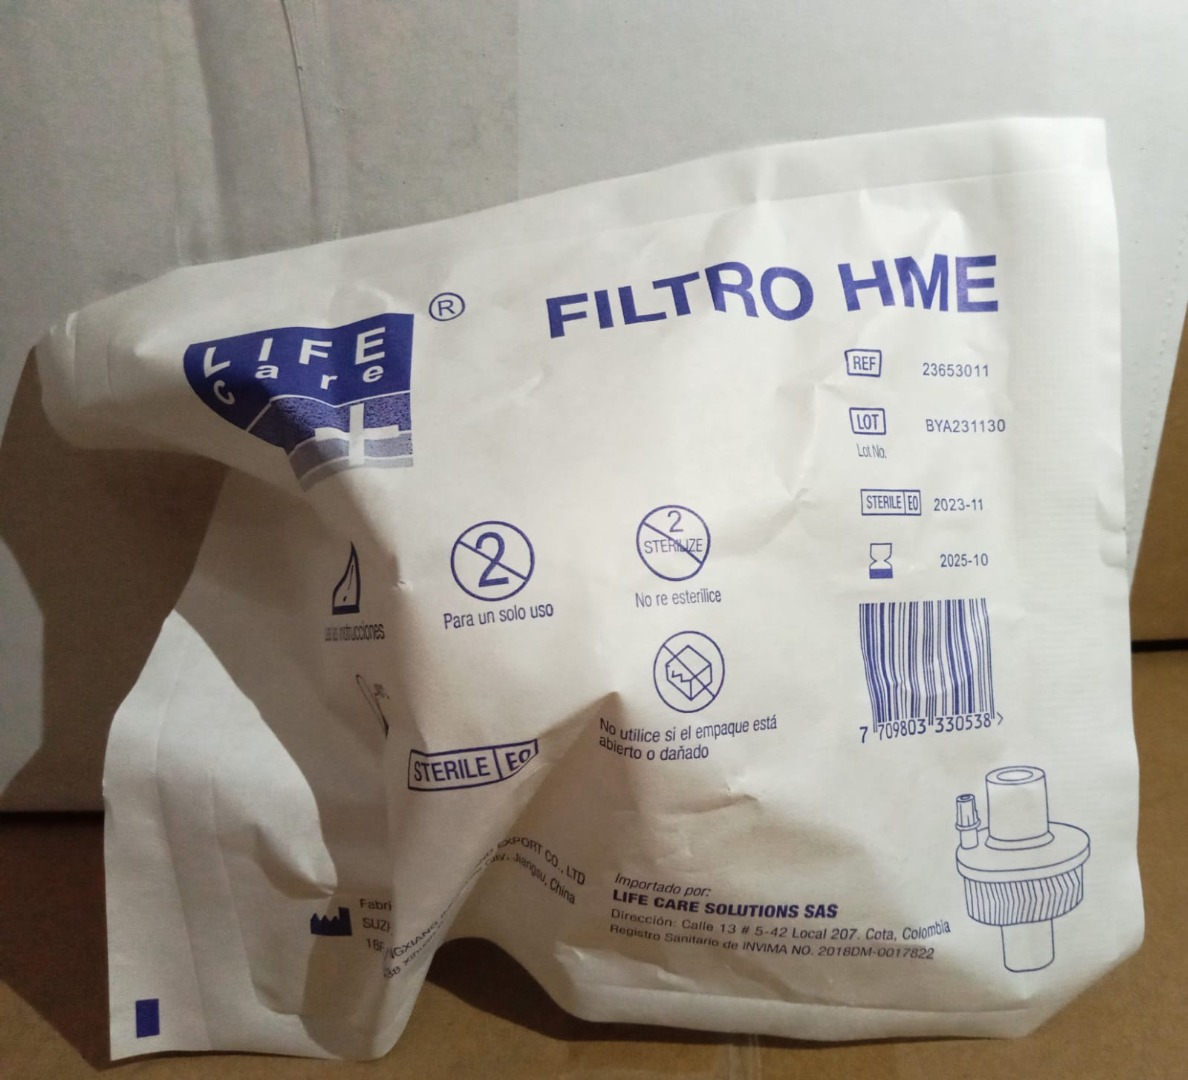 LIFE
care
®
FILTRO HME
REF 23653011
LOT BYA231130
Lot No.
STERILE EO 2023-11
2025-10
2
Para un solo uso
2
STERILIZE
No re esterilice
instrucciones
No utilice si el empaque está
abierto o dañado
STERILE EO
7 709803 330538 >
EXPORT CO., LTD
Jiangsu, China
Importado por:
LIFE CARE SOLUTIONS SAS
Dirección: Calle 13 # 5-42 Local 207. Cota, Colombia
Registro Sanitario de INVIMA NO. 2018DM-0017822